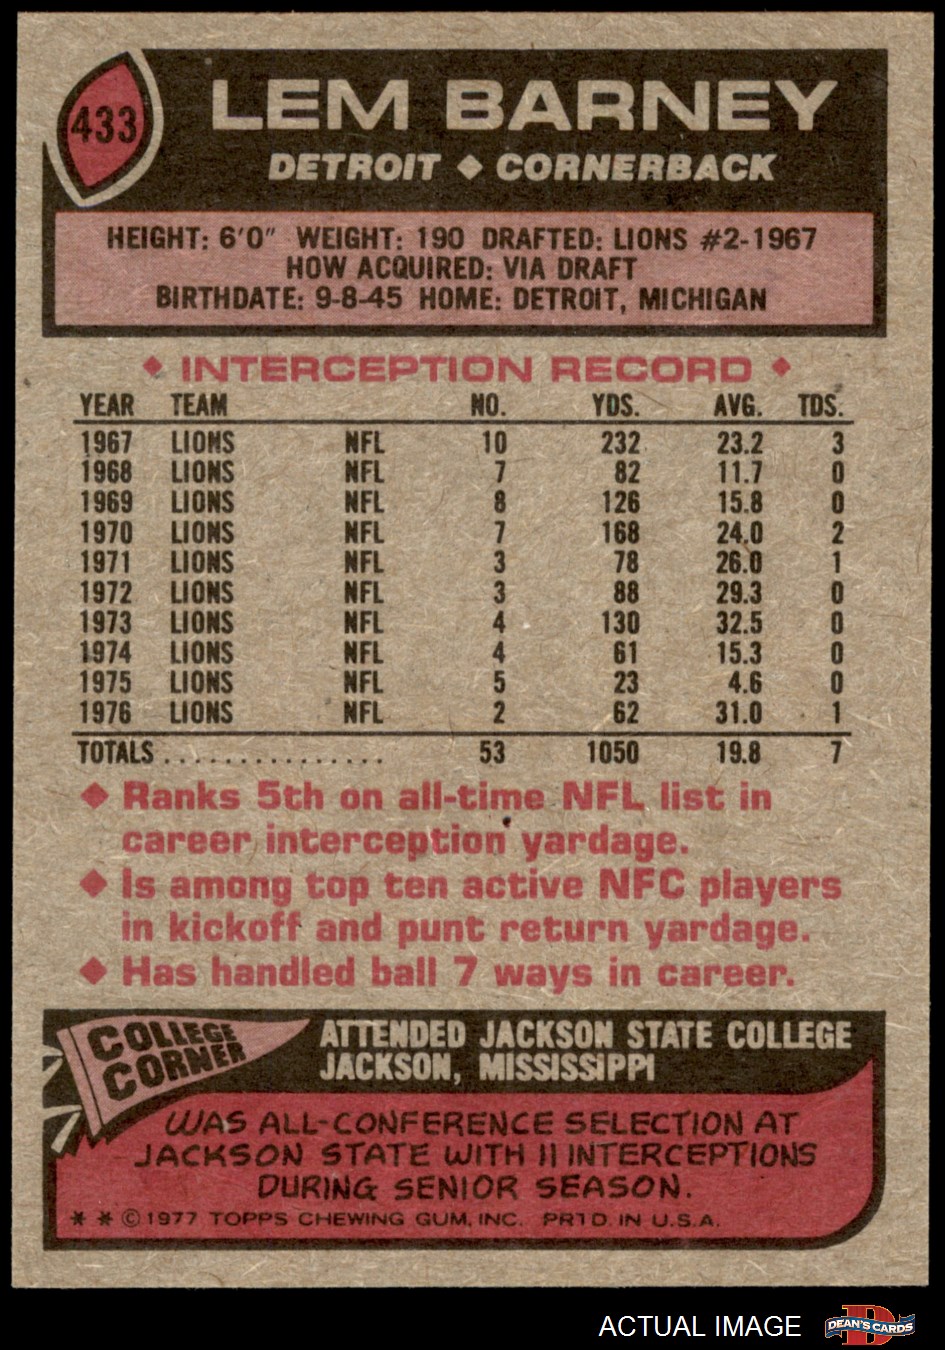 433
LEM BARNEY
DETROIT ◆ CORNERBACK
HEIGHT: 6'0" WEIGHT: 190 DRAFTED: LIONS #2-1967
HOW ACQUIRED: VIA DRAFT
BIRTHDATE: 9-8-45 HOME: DETROIT, MICHIGAN
◆ INTERCEPTION RECORD ◆
YEAR TEAM NO. YDS. AVG. TDS.
1967 LIONS NFL 10 232 23.2 3
1968 LIONS NFL 7 82 11.7 0
1969 LIONS NFL 8 126 15.8 0
1970 LIONS NFL 7 168 24.0 2
1971 LIONS NFL 3 78 26.0 1
1972 LIONS NFL 3 88 29.3 0
1973 LIONS NFL 4 130 32.5 0
1974 LIONS NFL 4 61 15.3 0
1975 LIONS NFL 5 23 4.6 0
1976 LIONS NFL 2 62 31.0 1
TOTALS ............... 53 1050 19.8 7
◆ Ranks 5th on all-time NFL list in
career interception yardage.
◆ Is among top ten active NFC players
in kickoff and punt return yardage.
◆ Has handled ball 7 ways in career.
COLLEGE
CORNER
ATTENDED JACKSON STATE COLLEGE
JACKSON, MISSISSIPPI
WAS ALL-CONFERENCE SELECTION AT
JACKSON STATE WITH 11 INTERCEPTIONS
DURING SENIOR SEASON.
* * © 1977 TOPPS CHEWING GUM, INC. PRTD. IN U.S.A.
ACTUAL IMAGE
D
DEAN'S CARDS